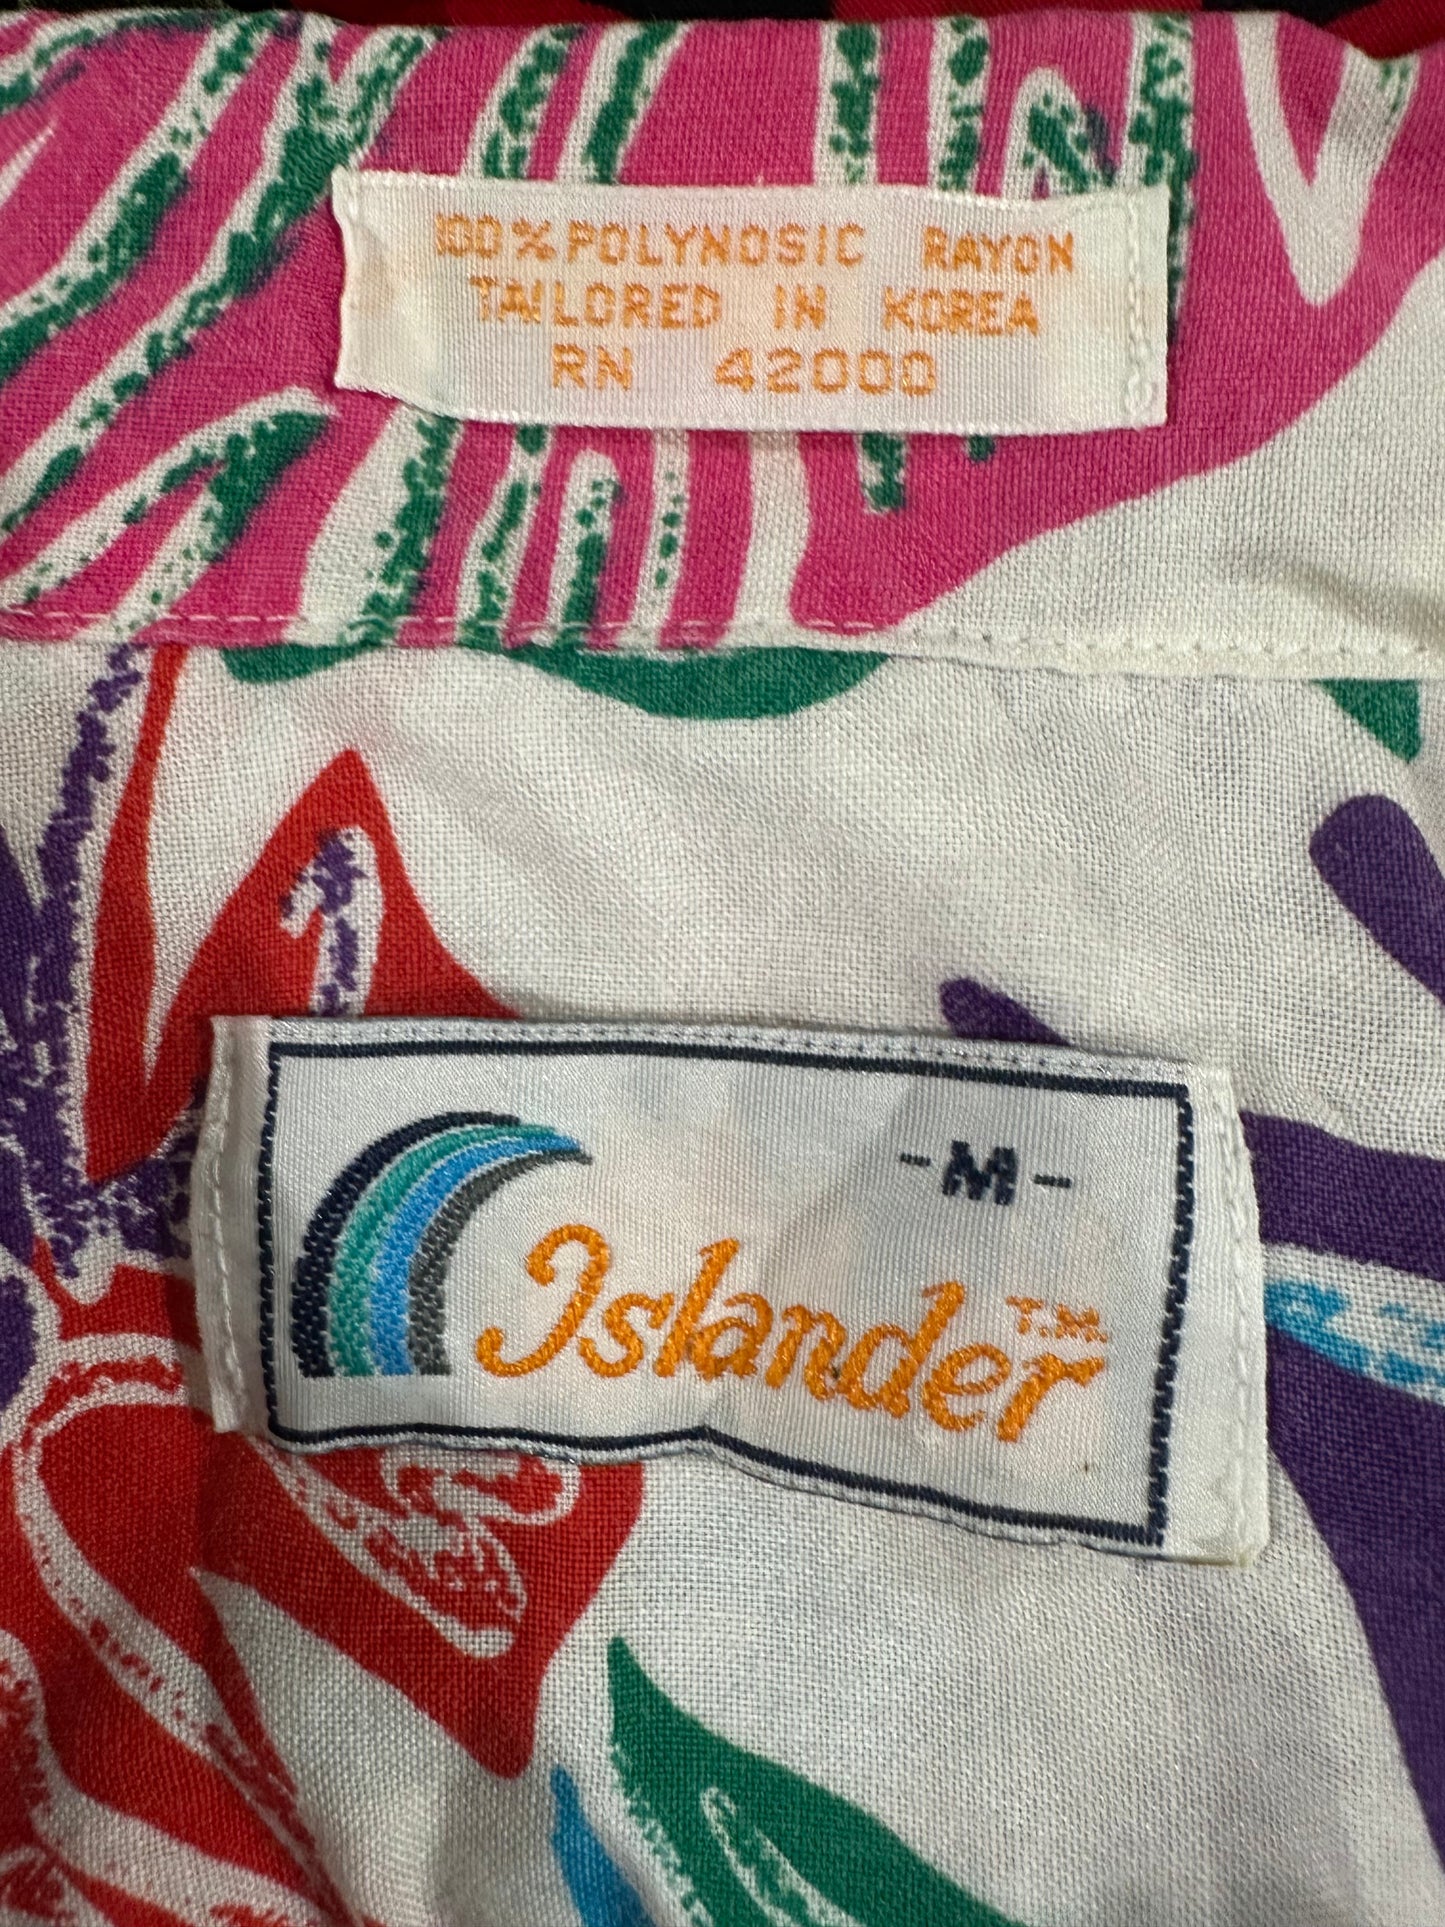 100% POLYNOSIC RAYON
TAILORED IN KOREA
RN 42000
-M-
Islander T.M.